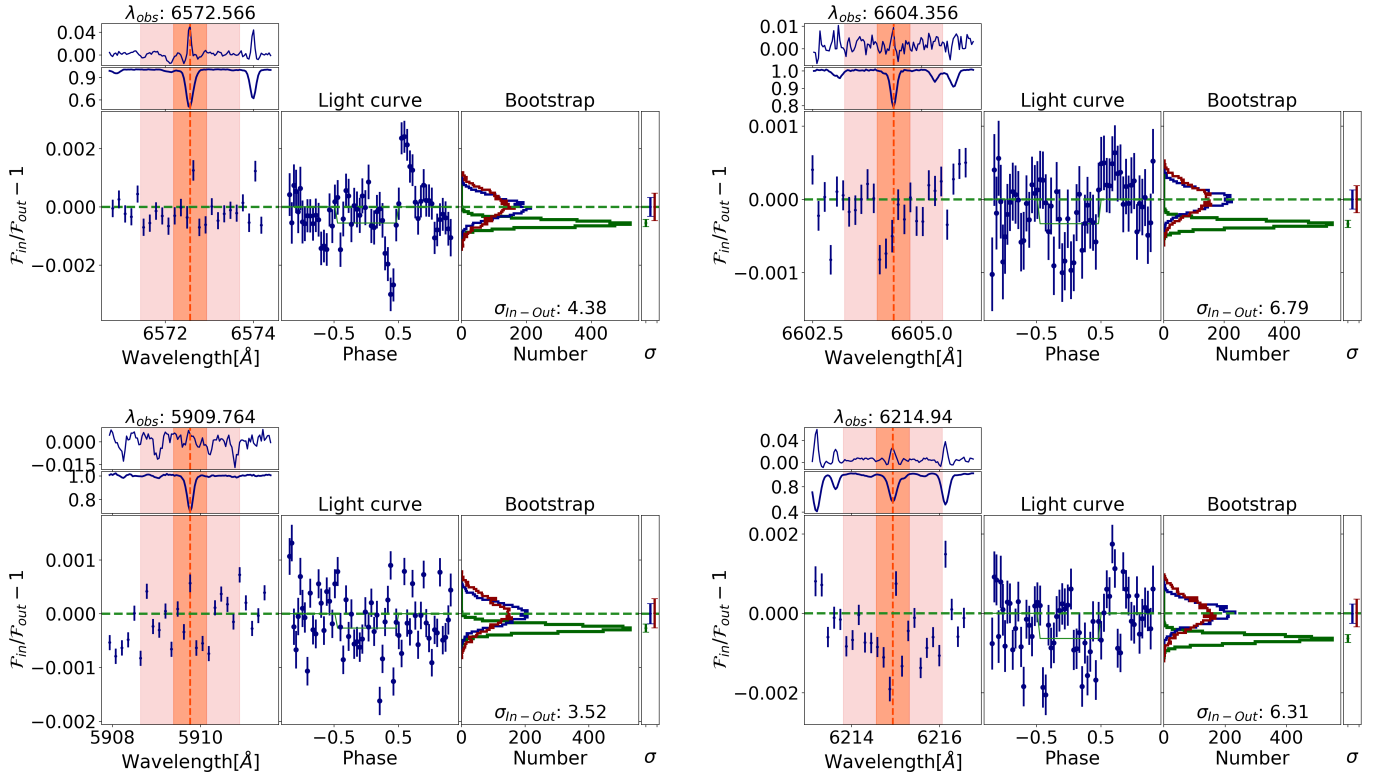 λobs: 6572.566
0.04
0.00
0.9
0.6
Light curve
Bootstrap
0.002
0.000
−0.002
Fin/Fout − 1
σIn−Out: 4.38
6572
6574
−0.5
0.5
0
200
400
Wavelength[Å]
Phase
Number
σ
λobs: 6604.356
0.01
0.00
1.0
0.9
0.8
Light curve
Bootstrap
0.001
0.000
−0.001
Fin/Fout − 1
σIn−Out: 6.79
6602.5
6605.0
−0.5
0.5
0
200
400
Wavelength[Å]
Phase
Number
σ
λobs: 5909.764
0.000
−0.015
1.0
0.8
Light curve
Bootstrap
0.001
0.000
−0.001
−0.002
Fin/Fout − 1
σIn−Out: 3.52
5908
5910
−0.5
0.5
0
200
400
Wavelength[Å]
Phase
Number
σ
λobs: 6214.94
0.04
0.00
0.8
0.4
Light curve
Bootstrap
0.002
0.000
−0.002
Fin/Fout − 1
σIn−Out: 6.31
6214
6216
−0.5
0.5
0
200
400
Wavelength[Å]
Phase
Number
σ